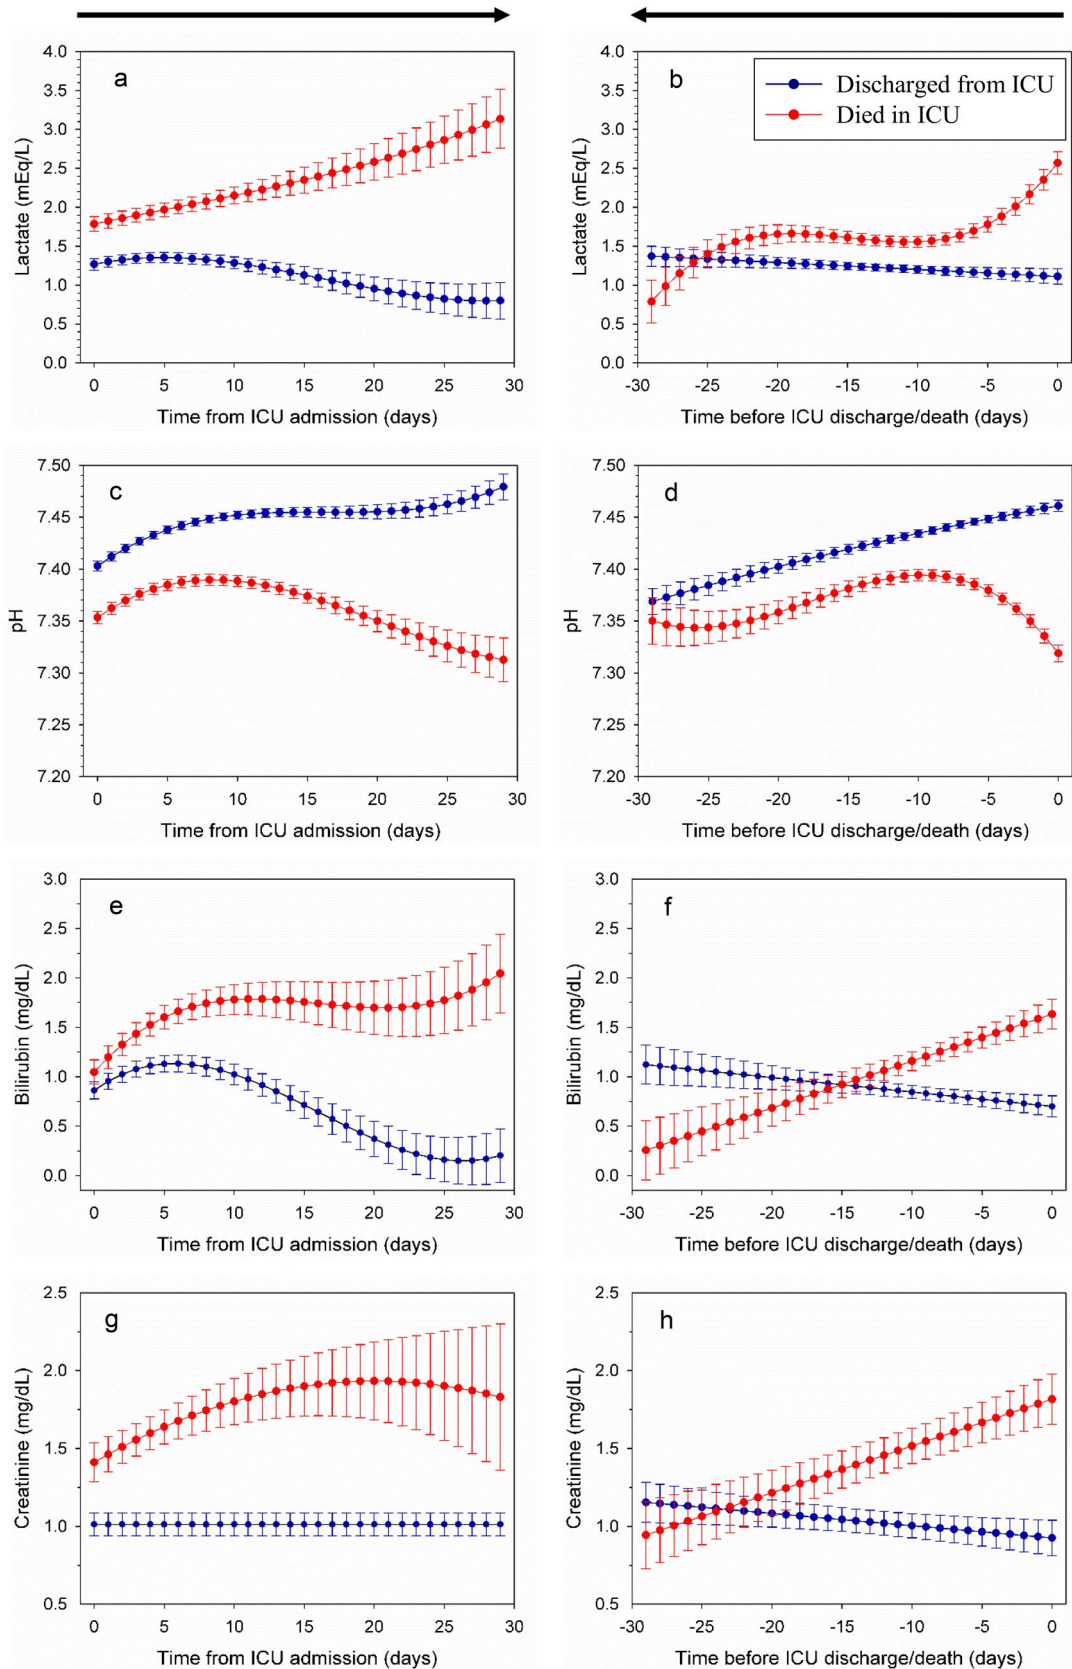 a
4.0
3.5
3.0
2.5
2.0
1.5
1.0
0.5
0.0
Lactate (mEq/L)
0 5 10 15 20 25 30
Time from ICU admission (days)
b
Discharged from ICU
Died in ICU
4.0
3.5
3.0
2.5
2.0
1.5
1.0
0.5
0.0
Lactate (mEq/L)
-30 -25 -20 -15 -10 -5 0
Time before ICU discharge/death (days)
c
7.50
7.45
7.40
7.35
7.30
7.25
7.20
pH
0 5 10 15 20 25 30
Time from ICU admission (days)
d
7.50
7.45
7.40
7.35
7.30
7.25
7.20
pH
-30 -25 -20 -15 -10 -5 0
Time before ICU discharge/death (days)
e
3.0
2.5
2.0
1.5
1.0
0.5
0.0
Bilirubin (mg/dL)
0 5 10 15 20 25 30
Time from ICU admission (days)
f
3.0
2.5
2.0
1.5
1.0
0.5
0.0
Bilirubin (mg/dL)
-30 -25 -20 -15 -10 -5 0
Time before ICU discharge/death (days)
g
2.5
2.0
1.5
1.0
0.5
Creatinine (mg/dL)
0 5 10 15 20 25 30
Time from ICU admission (days)
h
2.5
2.0
1.5
1.0
0.5
Creatinine (mg/dL)
-30 -25 -20 -15 -10 -5 0
Time before ICU discharge/death (days)